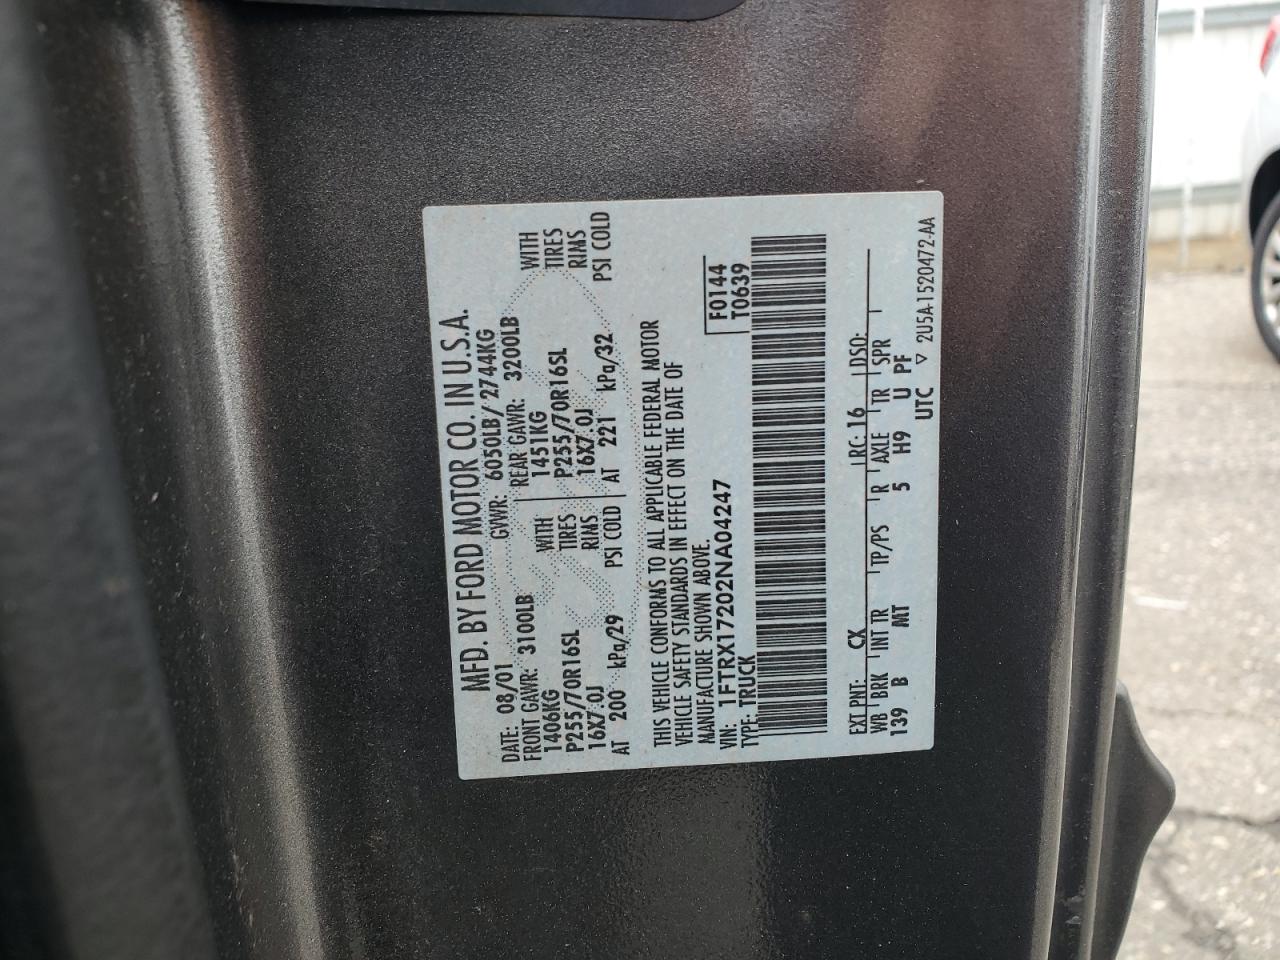 MFD. BY FORD MOTOR CO. IN U.S.A.
DATE: 08/01 GVWR: 6050LB/ 2744KG
FRONT GAWR: 3100LB REAR GAWR: 3200LB
1406KG WITH 1451KG WITH
P255/70R16SL TIRES P255/70R16SL TIRES
16X7.0J RIMS 16X7.0J RIMS
AT 200 kPa/29 PSI COLD AT 221 kPa/32 PSI COLD
THIS VEHICLE CONFORMS TO ALL APPLICABLE FEDERAL MOTOR
VEHICLE SAFETY STANDARDS IN EFFECT ON THE DATE OF
MANUFACTURE SHOWN ABOVE.
VIN: 1FTRX17202NA04247 F0144
TYPE: TRUCK T0639
EXT PNT: CX RC: 16 DSO:
WB BRK INT TR TP/PS R AXLE TR SPR
139 B MT 5 H9 U PF
UTC ▽ 2U5A-1520472-AA